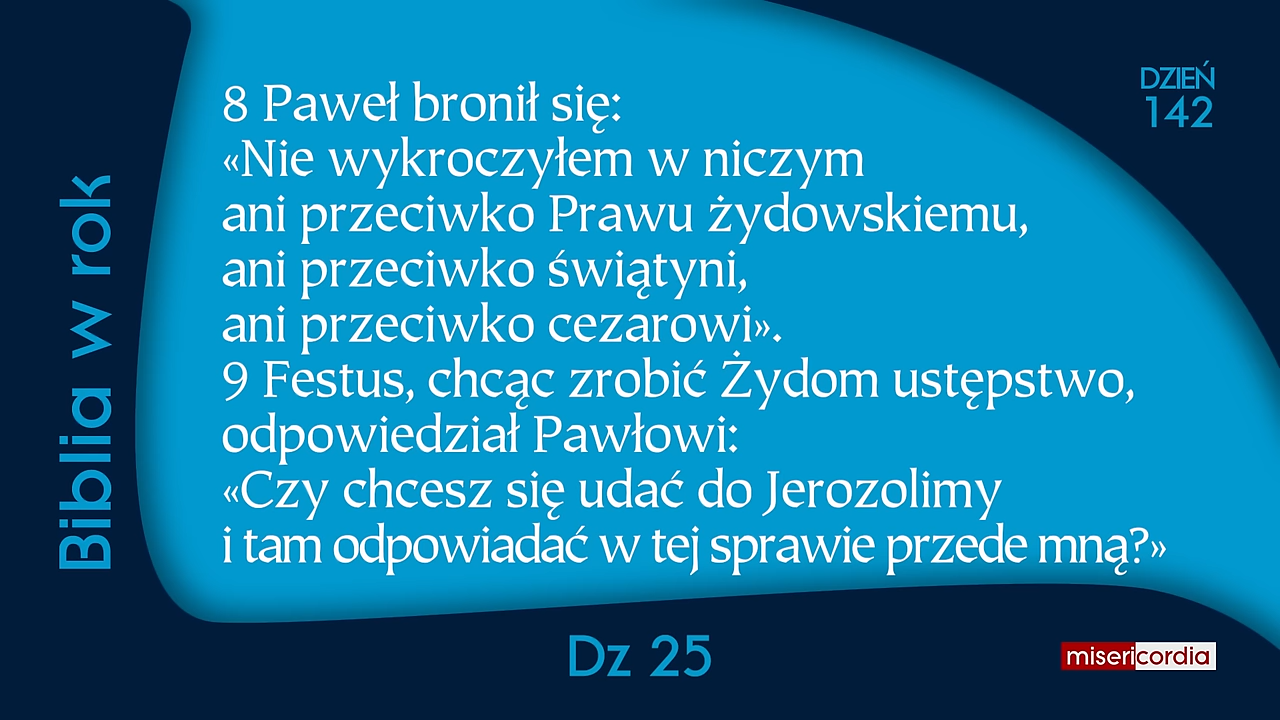 DZIEŃ
142
8 Paweł bronił się:
«Nie wykroczyłem w niczym
ani przeciwko Prawu żydowskiemu,
ani przeciwko świątyni,
ani przeciwko cezarowi».
9 Festus, chcąc zrobić Żydom ustępstwo,
odpowiedział Pawłowi:
«Czy chcesz się udać do Jerozolimy
i tam odpowiadać w tej sprawie przede mną?»
Biblia w rok
Dz 25
misericordia